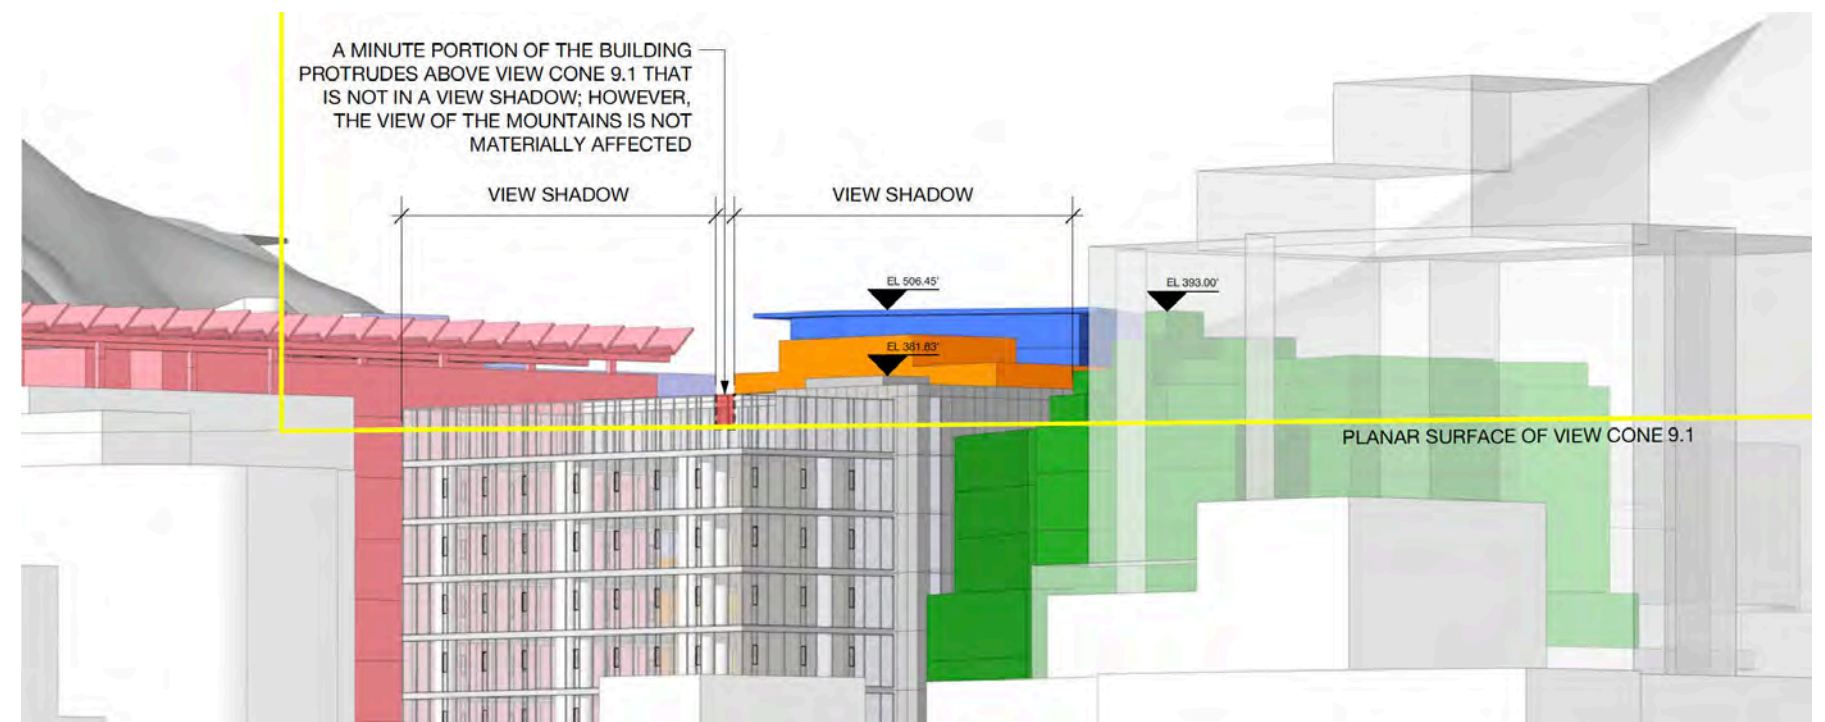 A MINUTE PORTION OF THE BUILDING
PROTRUDES ABOVE VIEW CONE 9.1 THAT
IS NOT IN A VIEW SHADOW; HOWEVER,
THE VIEW OF THE MOUNTAINS IS NOT
MATERIALLY AFFECTED
VIEW SHADOW
VIEW SHADOW
EL 506.45'
EL 393.00'
EL 381.83'
PLANAR SURFACE OF VIEW CONE 9.1